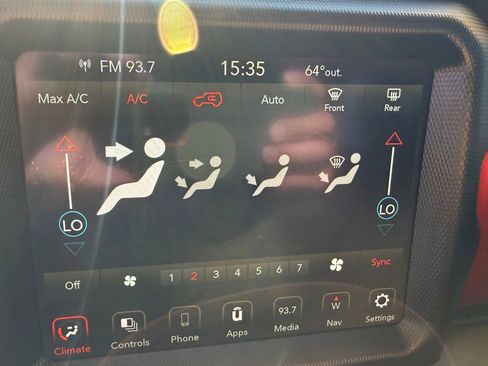 FM 93.7 15:35 64°out.
Max A/C A/C Auto Front Rear
LO LO
Off 1 2 3 4 5 6 7 Sync
Climate Controls Phone Apps 93.7 Media W Nav Settings